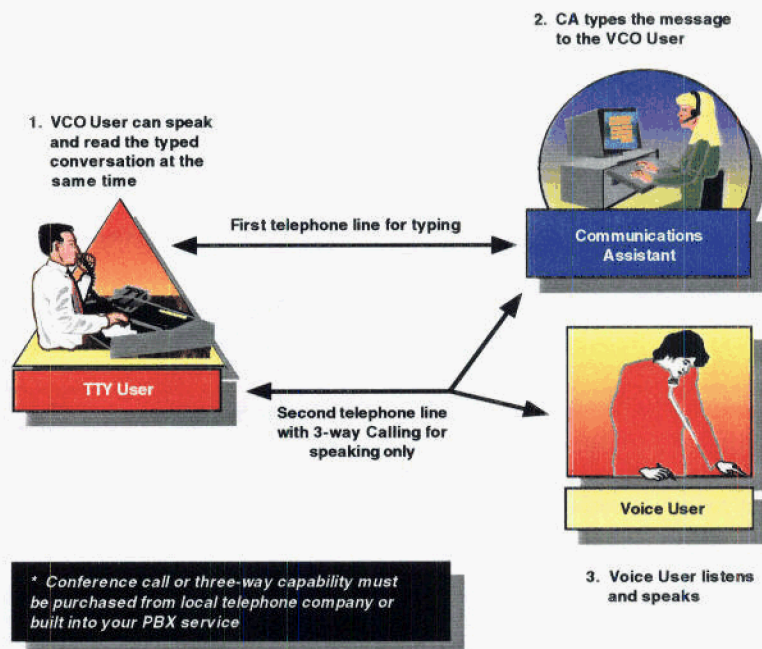 2. CA types the message
to the VCO User
1. VCO User can speak
and read the typed
conversation at the
same time
First telephone line for typing
Communications
Assistant
TTY User
Second telephone line
with 3-way Calling for
speaking only
Voice User
* Conference call or three-way capability must
be purchased from local telephone company or
built into your PBX service
3. Voice User listens
and speaks